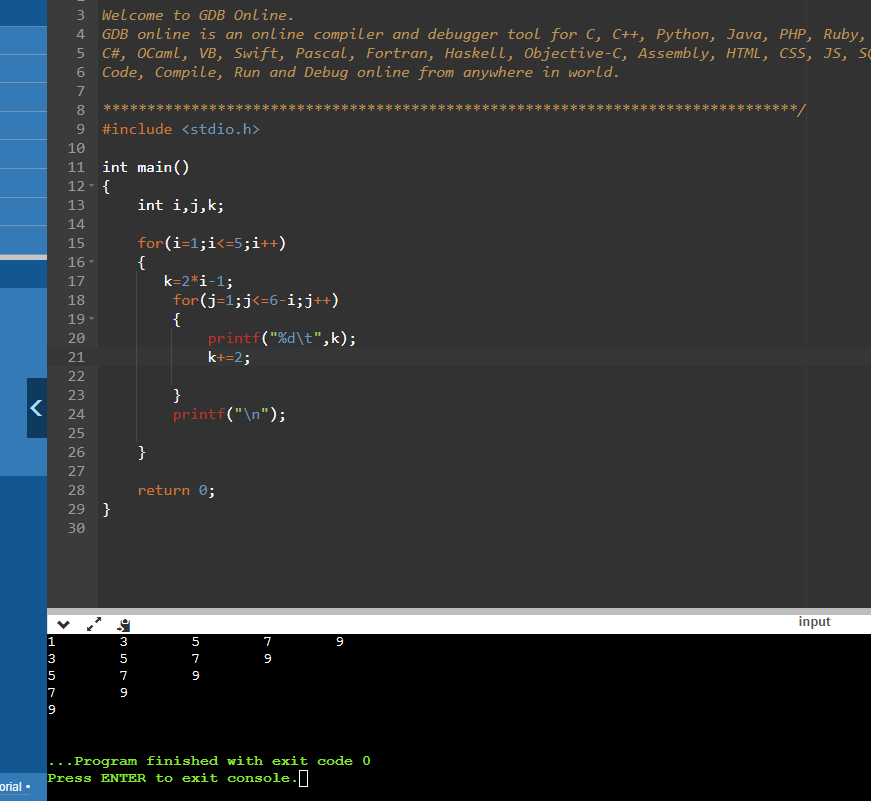 3 Welcome to GDB Online.
4 GDB online is an online compiler and debugger tool for C, C++, Python, Java, PHP, Ruby,
5 C#, OCaml, VB, Swift, Pascal, Fortran, Haskell, Objective-C, Assembly, HTML, CSS, JS,
6 Code, Compile, Run and Debug online from anywhere in world.
7
8 *******************************************************************************/
9 #include <stdio.h>
10
11 int main()
12 {
13 int i,j,k;
14
15 for(i=1;i<=5;i++)
16 {
17 k=2*i-1;
18 for(j=1;j<=6-i;j++)
19 {
20 printf("%d\t",k);
21 k+=2;
22
23 }
24 printf("\n");
25
26 }
27
28 return 0;
29 }
30
input
1 3 5 7 9
3 5 7 9
5 7 9
7 9
9
...Program finished with exit code 0
Press ENTER to exit console.
orial •